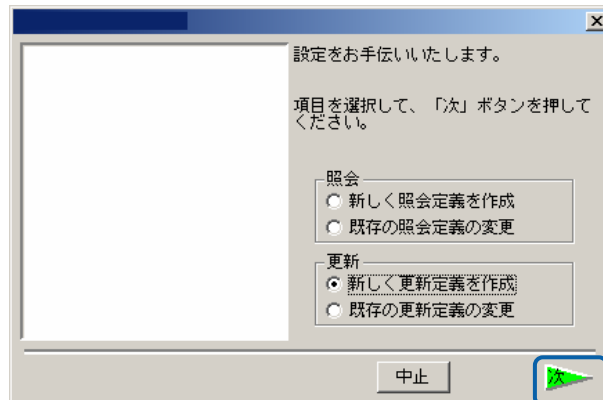 設定をお手伝いいたします。
項目を選択して、「次」ボタンを押して
ください。
照会
新しく照会定義を作成
既存の照会定義の変更
更新
新しく更新定義を作成
既存の更新定義の変更
中止
次